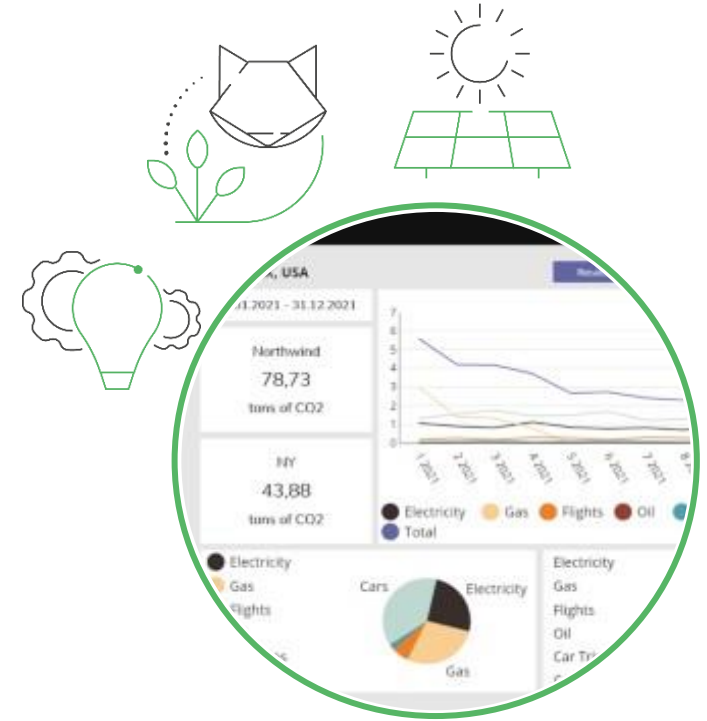 , USA
.2021 - 31.12.2021
Northwind
78,73
tons of CO2
NY
43,88
tons of CO2
7
6
5
4
3
2
1
0
1 2021
2 2021
3 2021
4 2021
5 2021
6 2021
7 2021
8
Electricity
Gas
Flights
Oil
Total
Electricity
Gas
Flights
Cars
Electricity
Gas
Electricity
Gas
Flights
Oil
Car